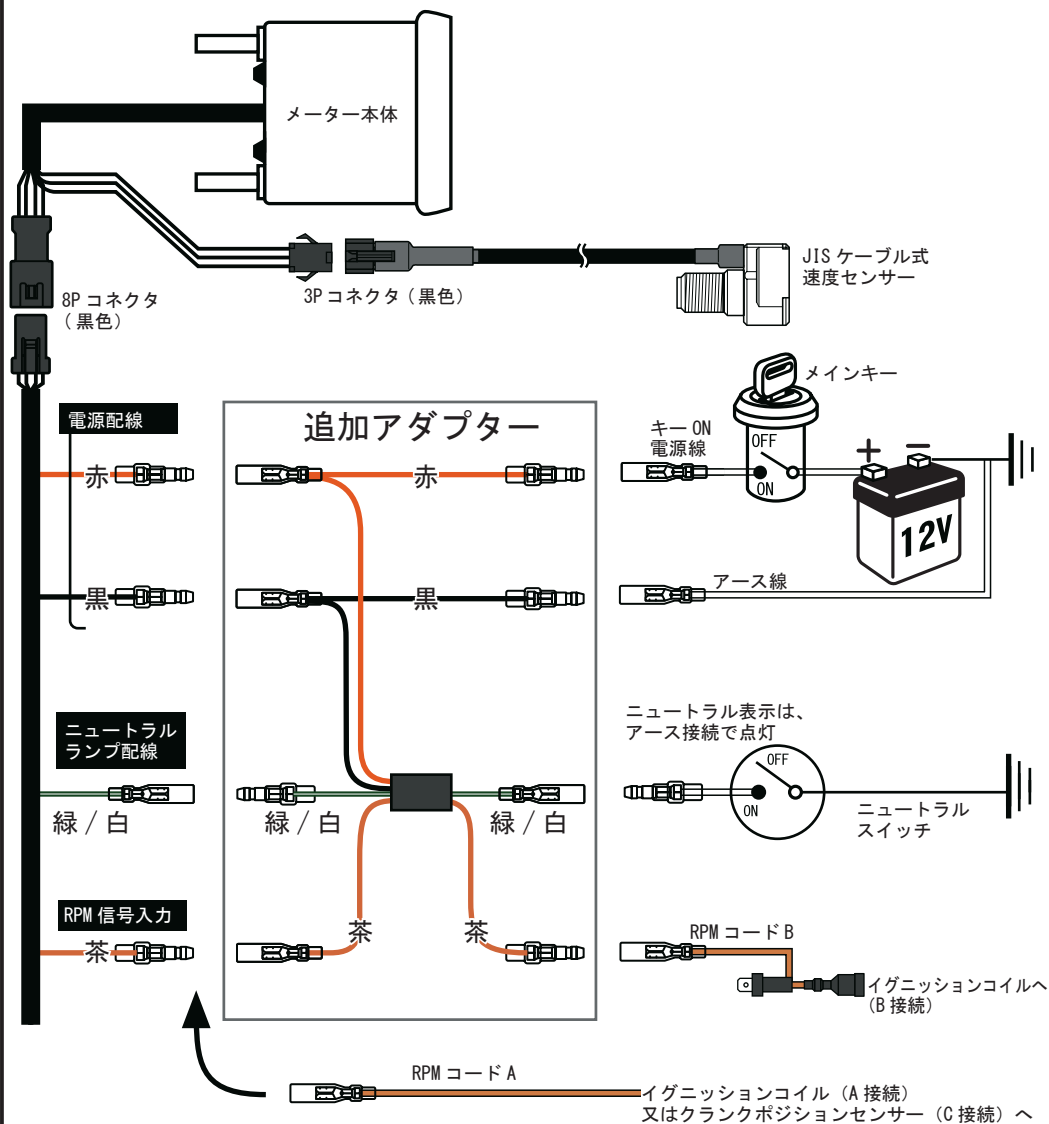 メーター本体
JIS ケーブル式
速度センサー
3P コネクタ（黒色）
8P コネクタ
（黒色）
電源配線
追加アダプター
メインキー
キー ON
電源線
OFF
ON
+
−
12V
赤
赤
アース線
黒
黒
ニュートラル
ランプ配線
ニュートラル表示は、
アース接続で点灯
OFF
ON
ニュートラル
スイッチ
緑 / 白
緑 / 白
緑 / 白
RPM 信号入力
茶
茶
茶
RPM コード B
イグニッションコイルへ
（B 接続）
RPM コード A
イグニッションコイル（A 接続）
又はクランクポジションセンサー（C 接続）へ